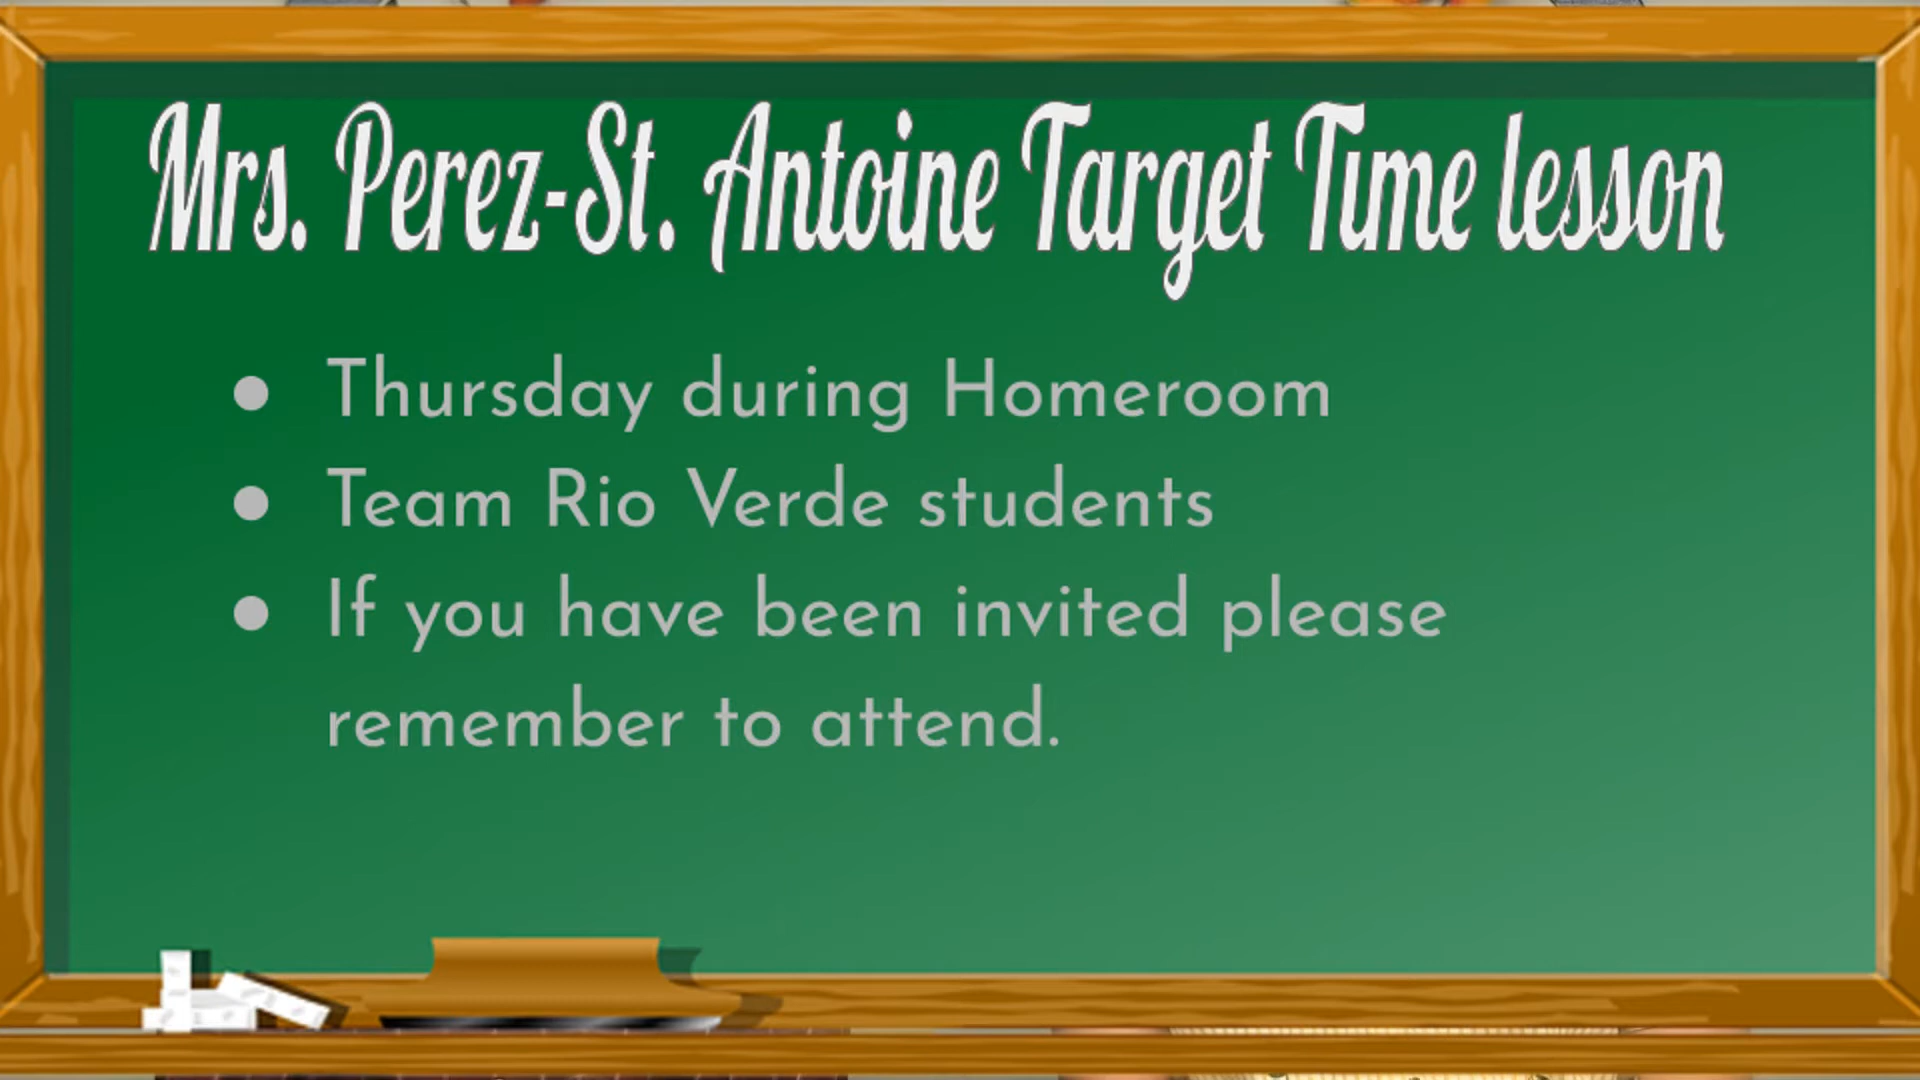 Mrs. Perez-St. Antoine Target Time lesson
● Thursday during Homeroom
● Team Rio Verde students
● If you have been invited please
remember to attend.